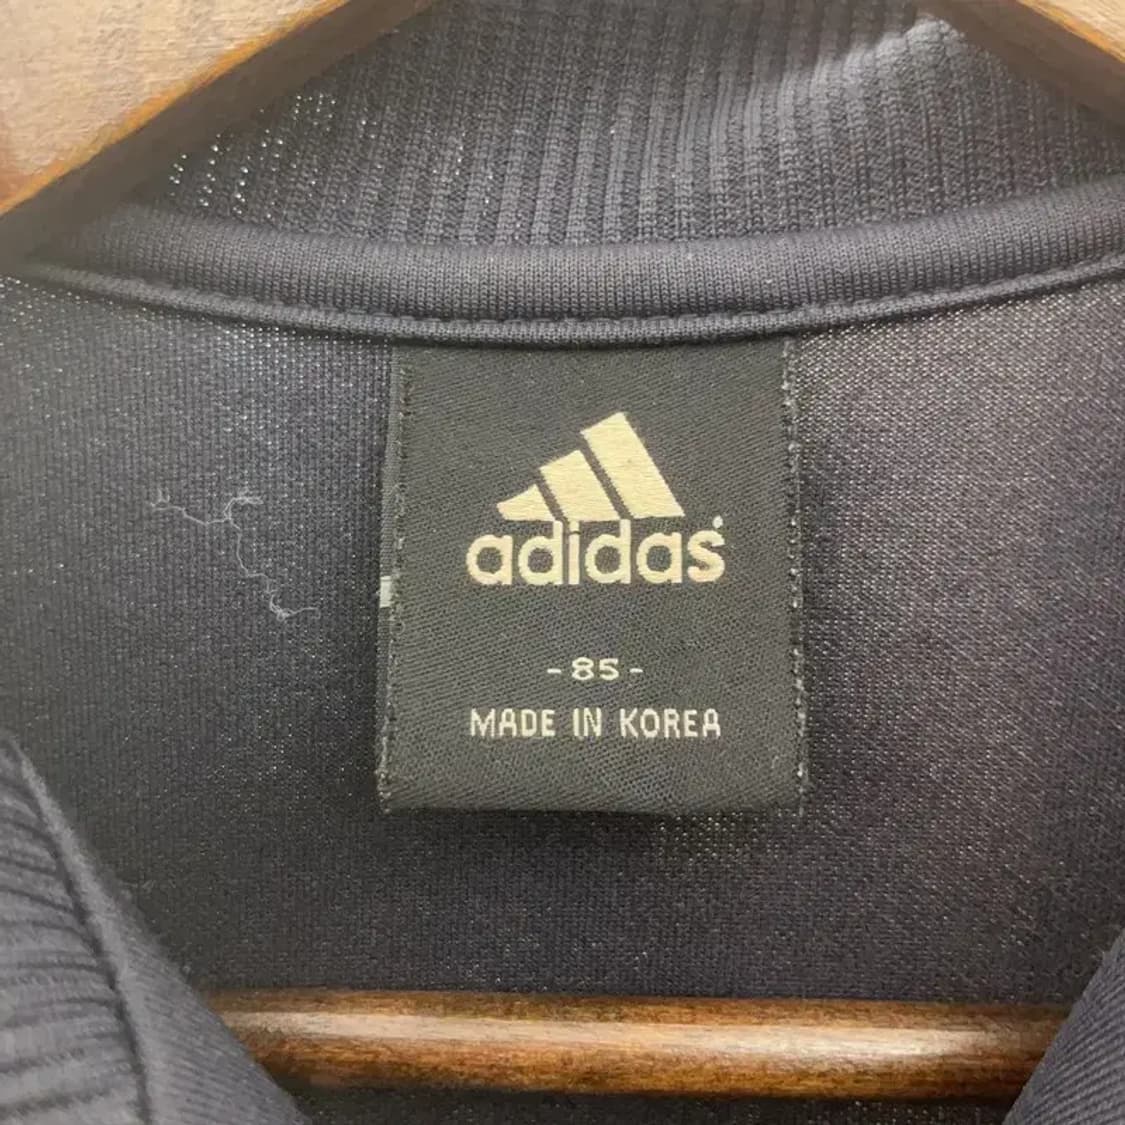 adidas
-85-
MADE IN KOREA